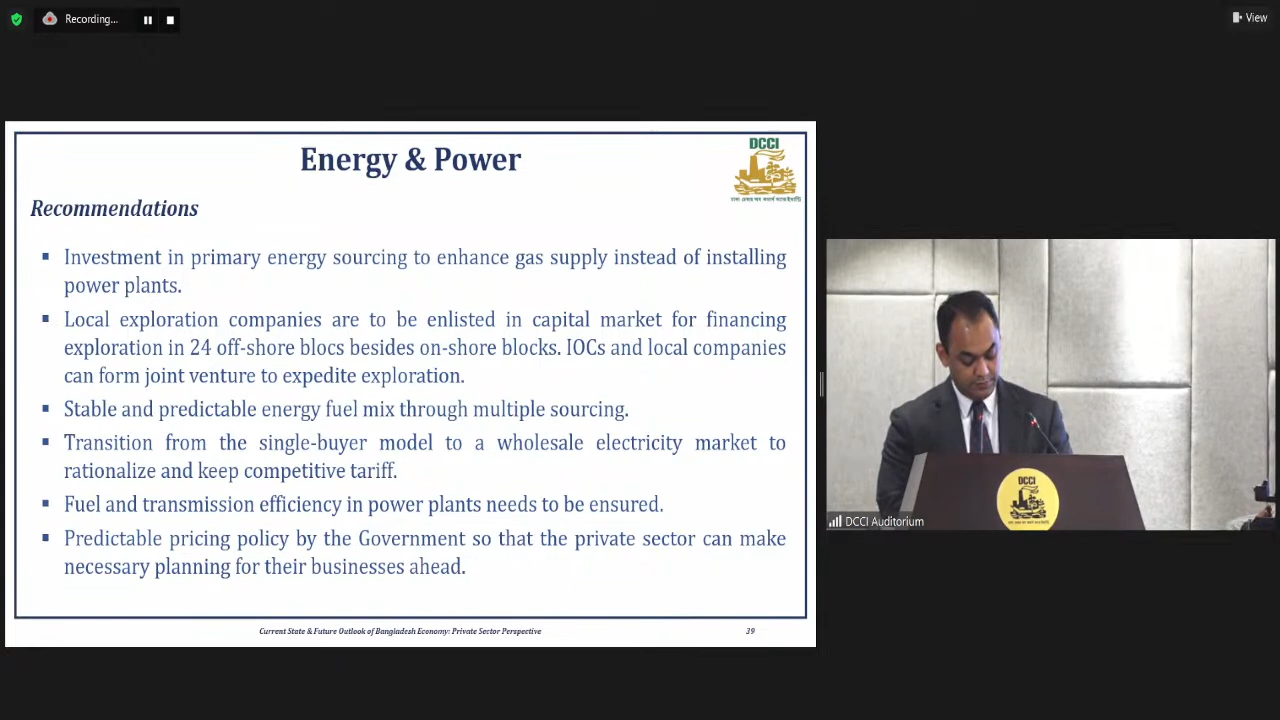 Recording...
View
Energy & Power
DCCI
Recommendations
▪ Investment in primary energy sourcing to enhance gas supply instead of installing
power plants.
▪ Local exploration companies are to be enlisted in capital market for financing
exploration in 24 off-shore blocs besides on-shore blocks. IOCs and local companies
can form joint venture to expedite exploration.
▪ Stable and predictable energy fuel mix through multiple sourcing.
▪ Transition from the single-buyer model to a wholesale electricity market to
rationalize and keep competitive tariff.
▪ Fuel and transmission efficiency in power plants needs to be ensured.
▪ Predictable pricing policy by the Government so that the private sector can make
necessary planning for their businesses ahead.
Current State & Future Outlook of Bangladesh Economy: Private Sector Perspective
39
DCCI
DCCI Auditorium